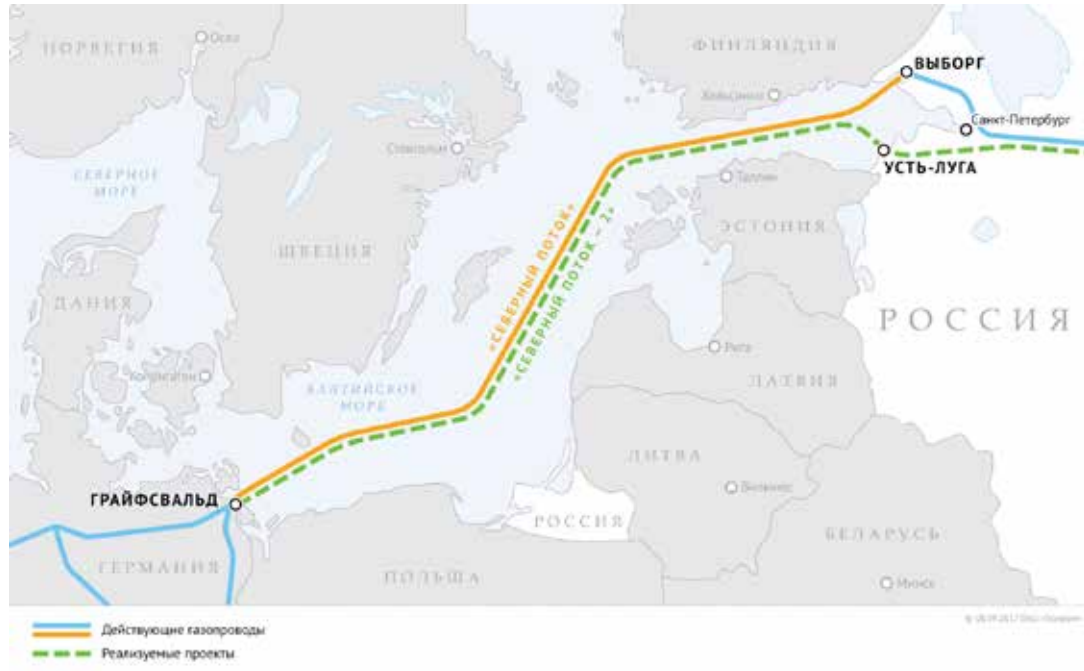 НОРВЕГИЯ
Осло
ФИНЛЯНДИЯ
ВЫБОРГ
Хельсинки
Санкт-Петербург
Стокгольм
УСТЬ-ЛУГА
СЕВЕРНОЕ
МОРЕ
Таллин
ЭСТОНИЯ
ШВЕЦИЯ
«СЕВЕРНЫЙ ПОТОК»
«СЕВЕРНЫЙ ПОТОК – 2»
ДАНИЯ
РОССИЯ
Рига
Копенгаген
ЛАТВИЯ
БАЛТИЙСКОЕ
МОРЕ
ЛИТВА
Вильнюс
ГРАЙФСВАЛЬД
РОССИЯ
БЕЛАРУСЬ
ГЕРМАНИЯ
ПОЛЬША
Минск
Действующие газопроводы
Реализуемые проекты